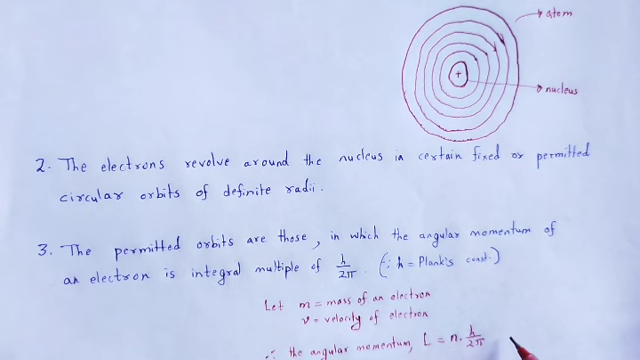 atom
+
nucleus
2. The electrons revolve around the nucleus in certain fixed or permitted
circular orbits of definite radii.
3. The permitted orbits are those, in which the angular momentum of
an electron is integral multiple of h/2π. (∵ h = Plank's const.)
Let m = mass of an electron
v = velocity of electron
∴ the angular momentum, L = n. h/2π